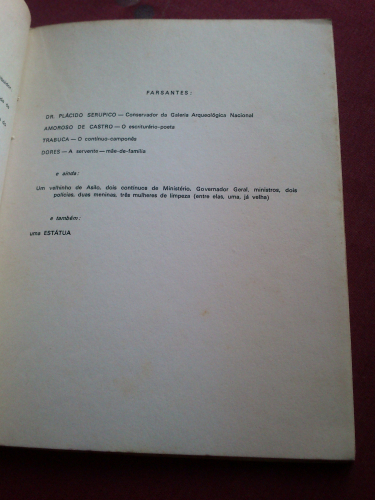 FARSANTES:
DR. PLÁCIDO SERUPICO — Conservador da Galeria Arqueológica Nacional
AMOROSO DE CASTRO — O escriturário-poeta
TRABUCA — O contínuo-camponês
DORES — A servente — mãe-de-família
e ainda:
Um velhinho de Asilo, dois contínuos de Ministério, Governador Geral, ministros, dois
polícias, duas meninas, três mulheres de limpeza (entre elas, uma, já velha)
e também:
uma ESTÁTUA